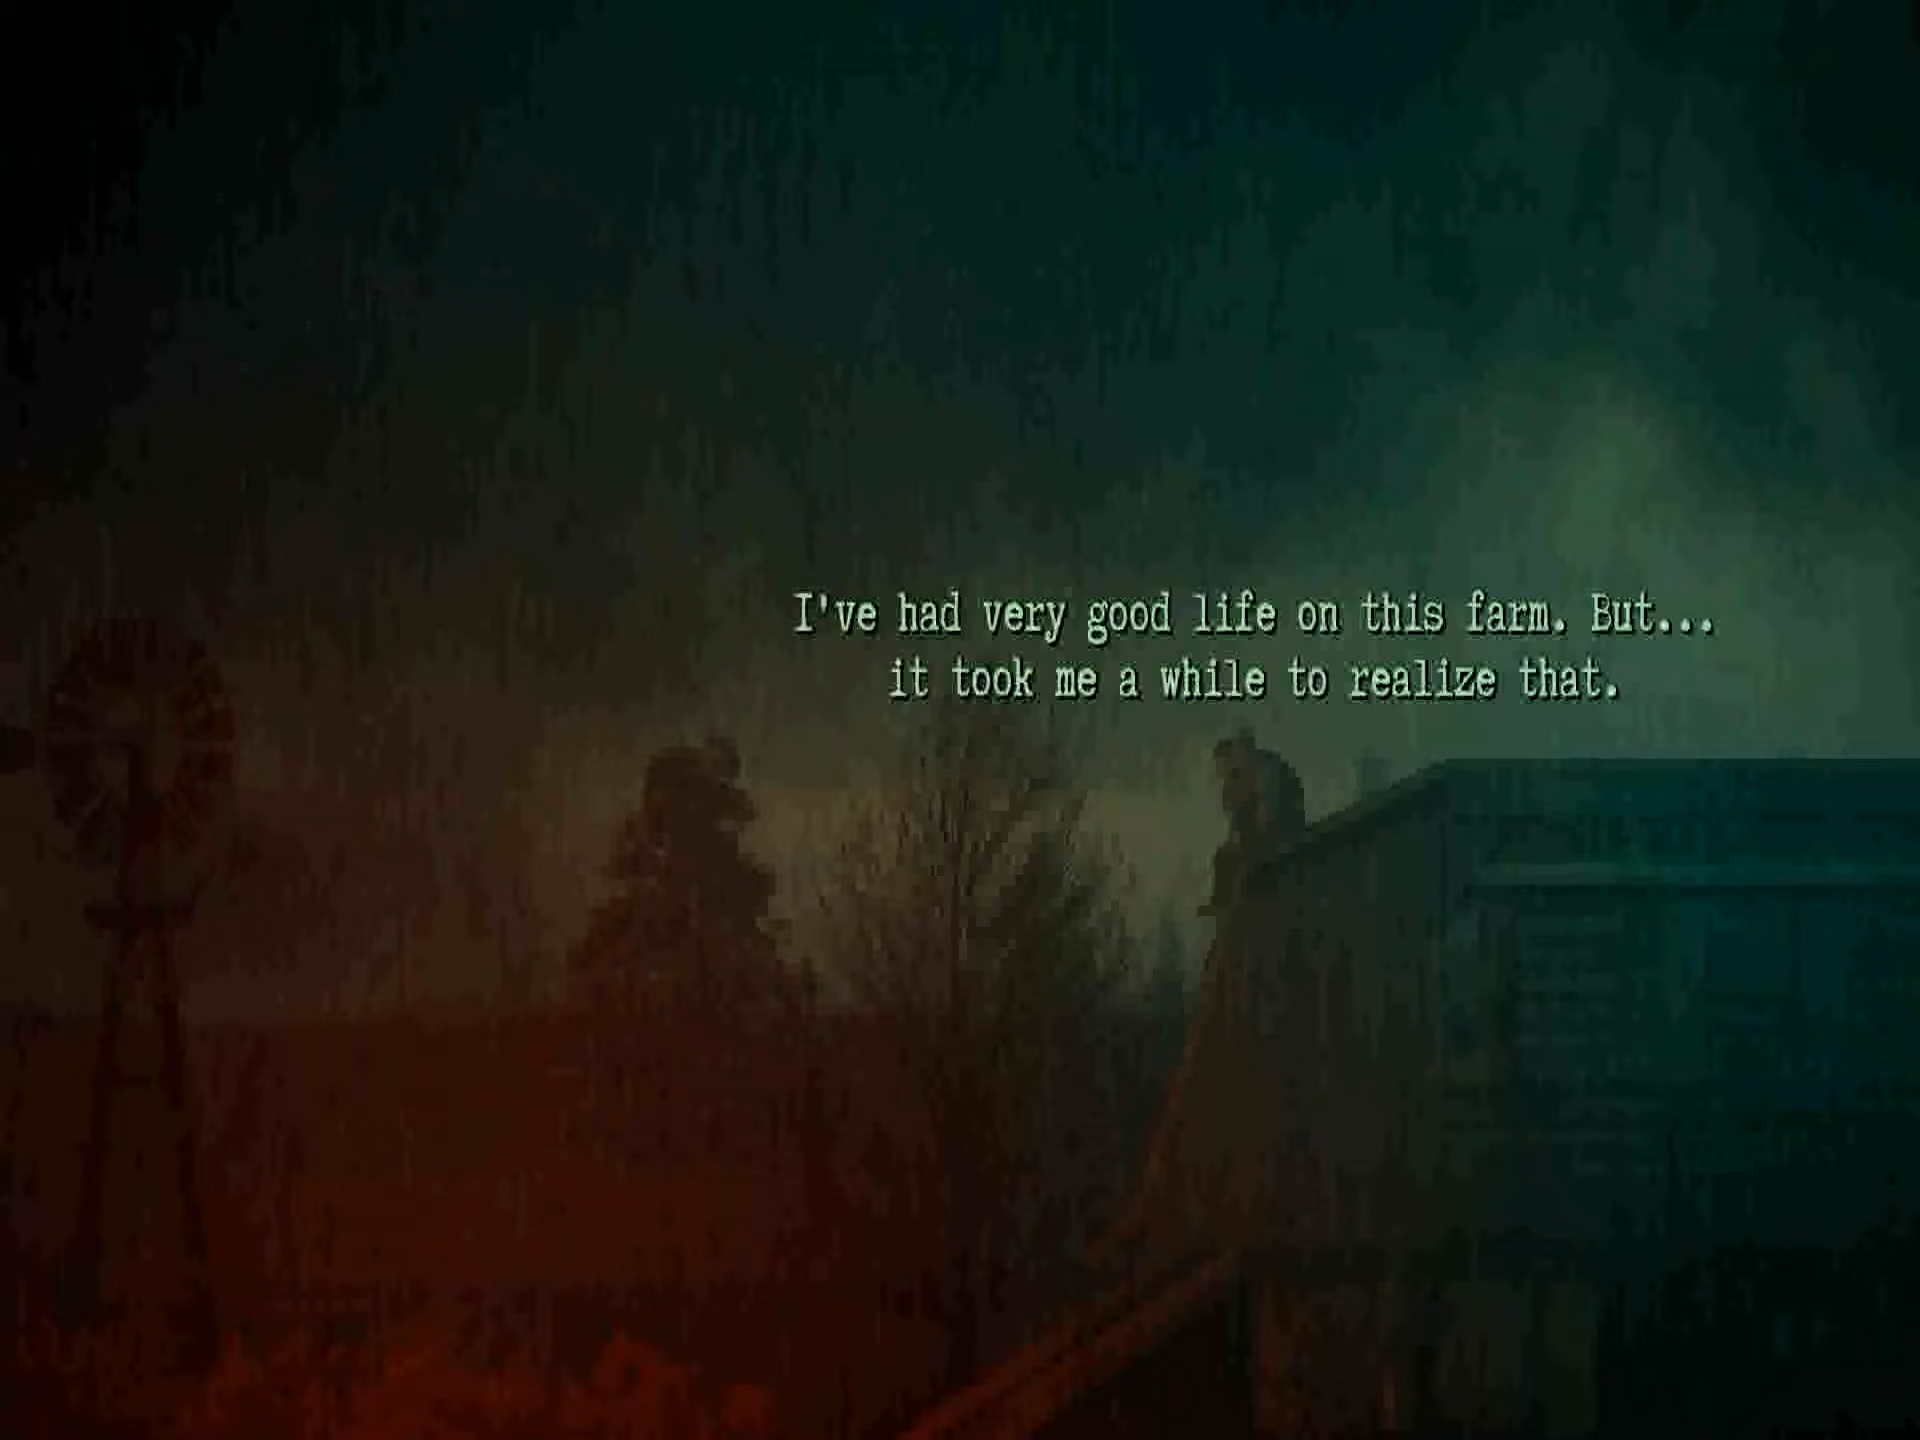 I've had very good life on this farm. But...
it took me a while to realize that.